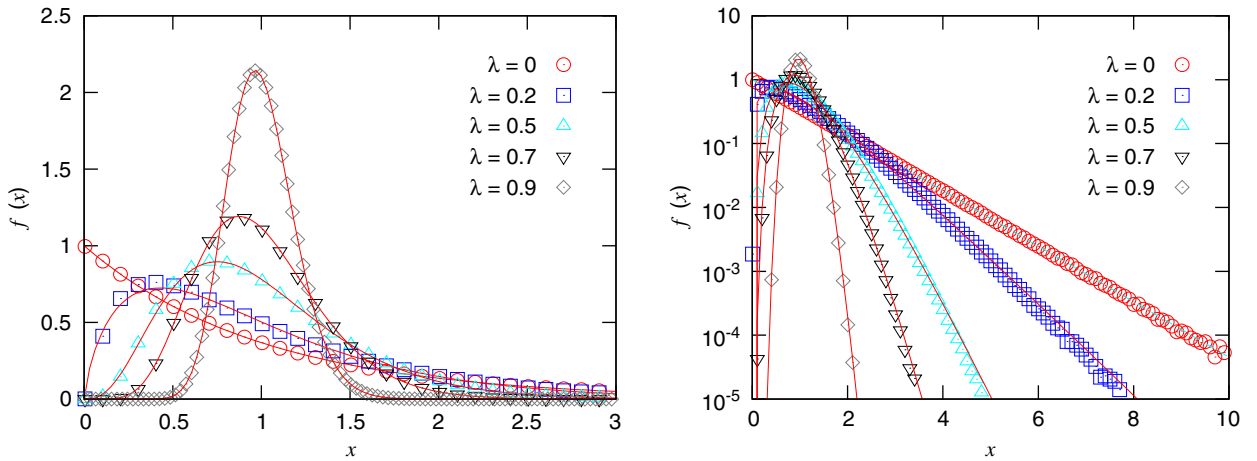 2.5
2
1.5
1
0.5
0
0 0.5 1 1.5 2 2.5 3
f (x)
x
λ = 0
λ = 0.2
λ = 0.5
λ = 0.7
λ = 0.9
10
1
10-1
10-2
10-3
10-4
10-5
0 2 4 6 8 10
f (x)
x
λ = 0
λ = 0.2
λ = 0.5
λ = 0.7
λ = 0.9